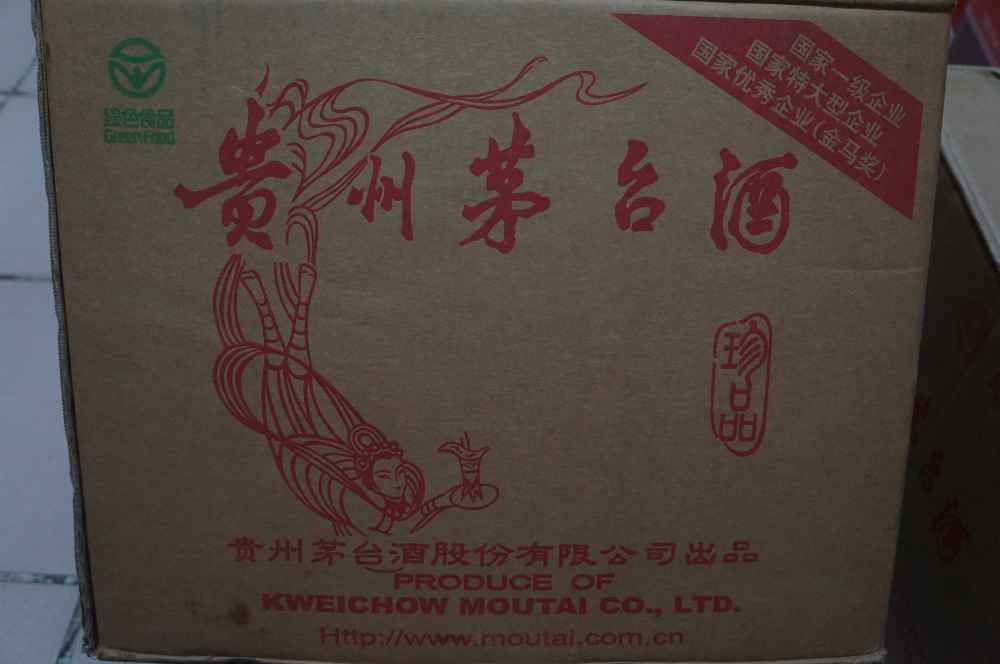 绿色食品
Green Food
国家一级企业
国家特大型企业
国家优秀企业(金马奖)
贵州茅台酒
珍品
贵州茅台酒股份有限公司出品
PRODUCE OF
KWEICHOW MOUTAI CO., LTD.
Http://www.moutai.com.cn